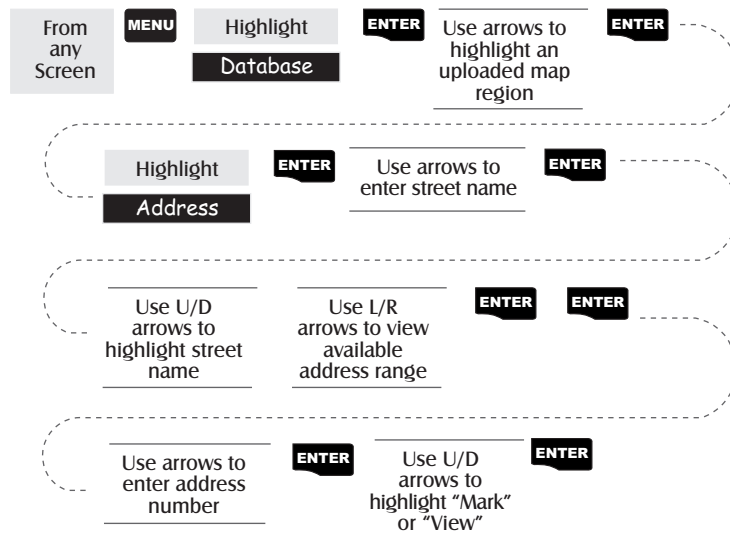 From
any
Screen
MENU
Highlight
Database
ENTER
Use arrows to
highlight an
uploaded map
region
ENTER
Highlight
Address
ENTER
Use arrows to
enter street name
ENTER
Use U/D
arrows to
highlight street
name
Use L/R
arrows to view
available
address range
ENTER
ENTER
Use arrows to
enter address
number
ENTER
Use U/D
arrows to
highlight “Mark”
or “View”
ENTER